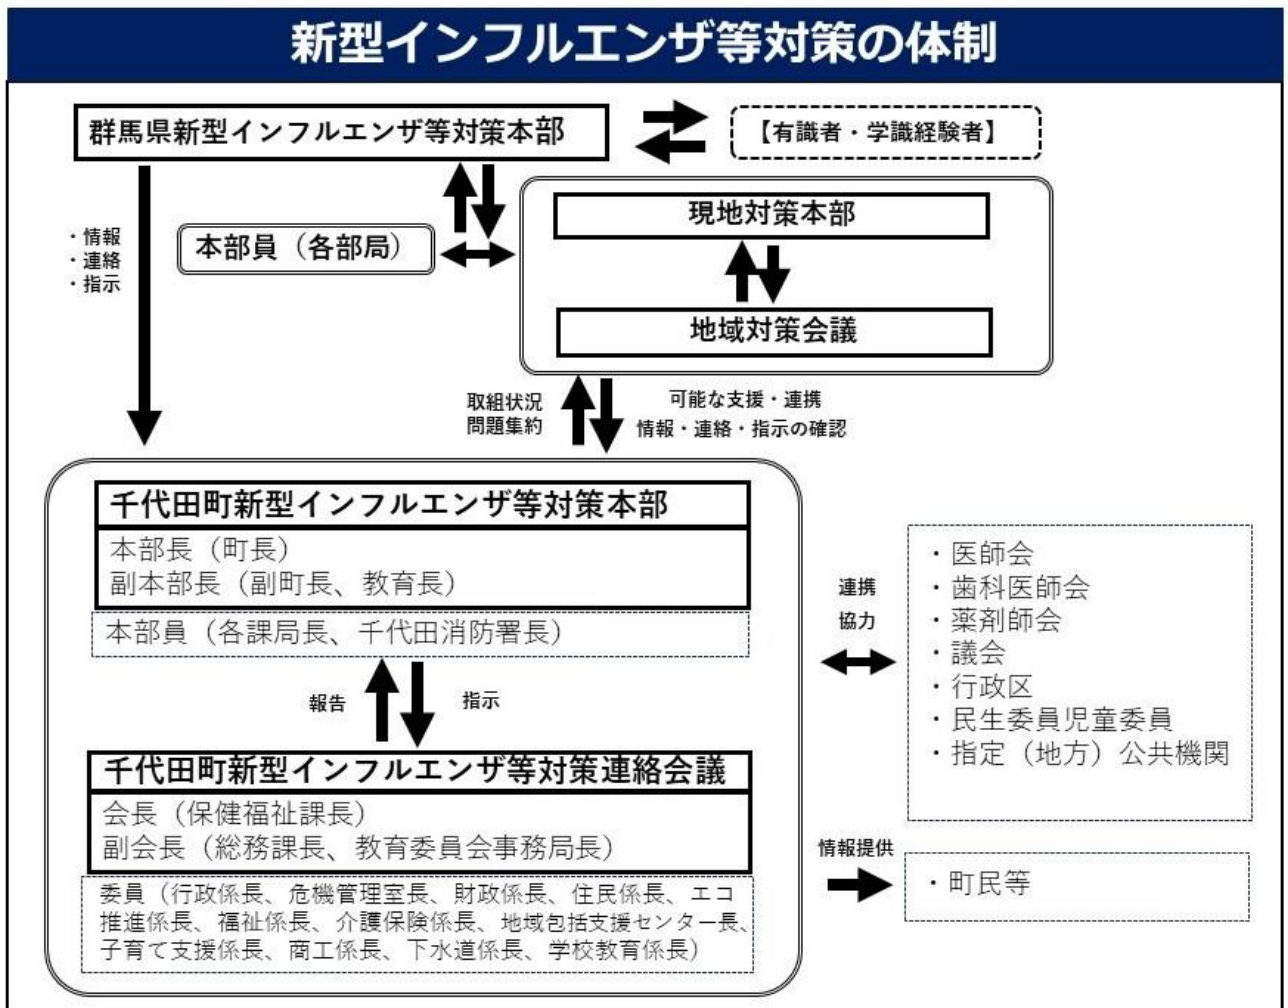 新型インフルエンザ等対策の体制
群馬県新型インフルエンザ等対策本部
【有識者・学識経験者】
・情報
・連絡
・指示
本部員（各部局）
現地対策本部
地域対策会議
取組状況
問題集約
可能な支援・連携
情報・連絡・指示の確認
千代田町新型インフルエンザ等対策本部
本部長（町長）
副本部長（副町長、教育長）
本部員（各課局長、千代田消防署長）
報告
指示
千代田町新型インフルエンザ等対策連絡会議
会長（保健福祉課長）
副会長（総務課長、教育委員会事務局長）
委員（行政係長、危機管理室長、財政係長、住民係長、エコ
推進係長、福祉係長、介護保険係長、地域包括支援センター長、
子育て支援係長、商工係長、下水道係長、学校教育係長）
連携
協力
・医師会
・歯科医師会
・薬剤師会
・議会
・行政区
・民生委員児童委員
・指定（地方）公共機関
情報提供
・町民等